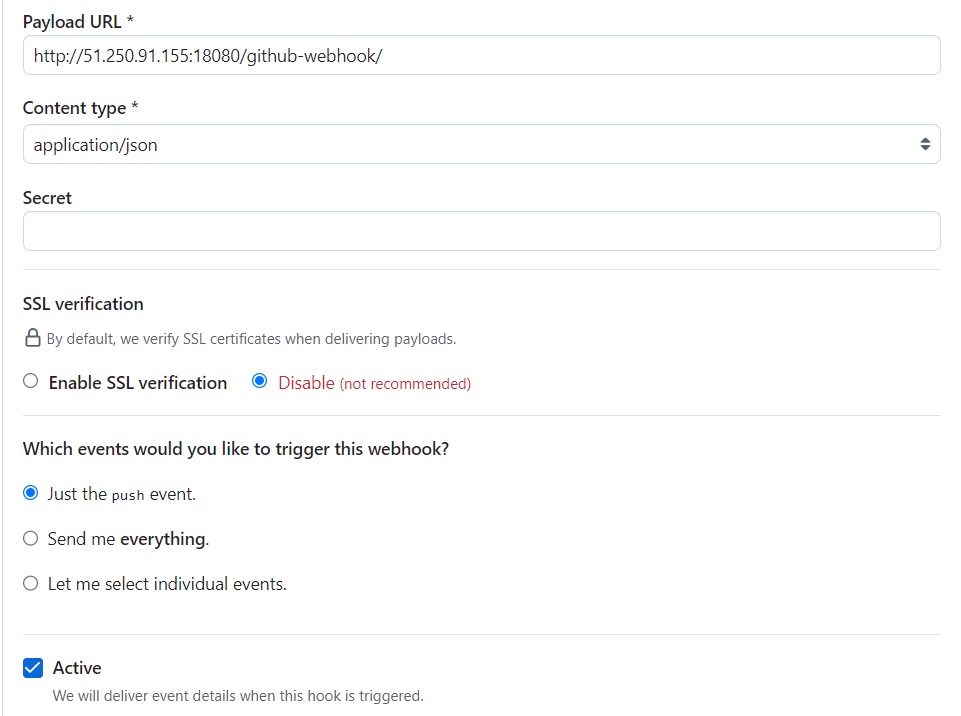 Payload URL *
http://51.250.91.155:18080/github-webhook/
Content type *
application/json
Secret
SSL verification
By default, we verify SSL certificates when delivering payloads.
Enable SSL verification Disable (not recommended)
Which events would you like to trigger this webhook?
Just the push event.
Send me everything.
Let me select individual events.
Active
We will deliver event details when this hook is triggered.